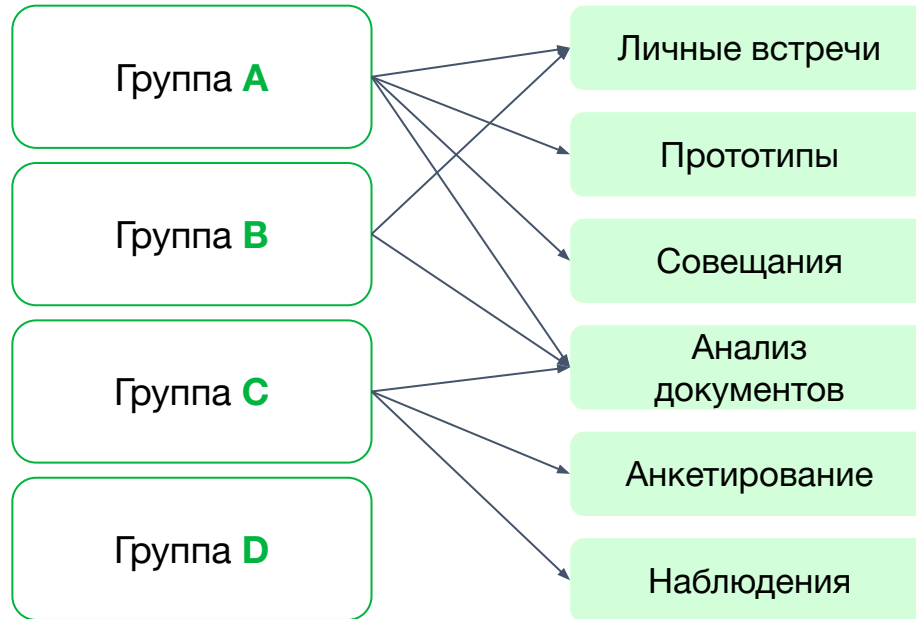 Группа A
Группа B
Группа C
Группа D
Личные встречи
Прототипы
Совещания
Анализ
документов
Анкетирование
Наблюдения